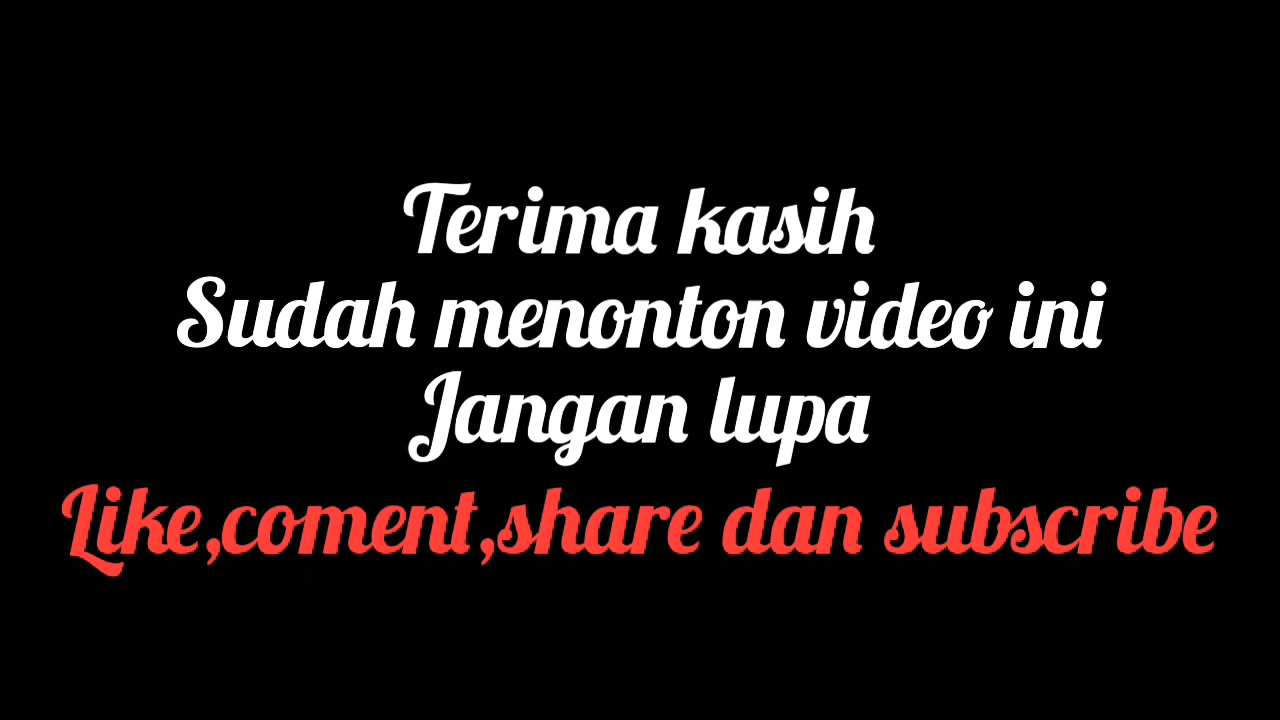 Terima kasih
Sudah menonton video ini
Jangan lupa
Like,coment,share dan subscribe